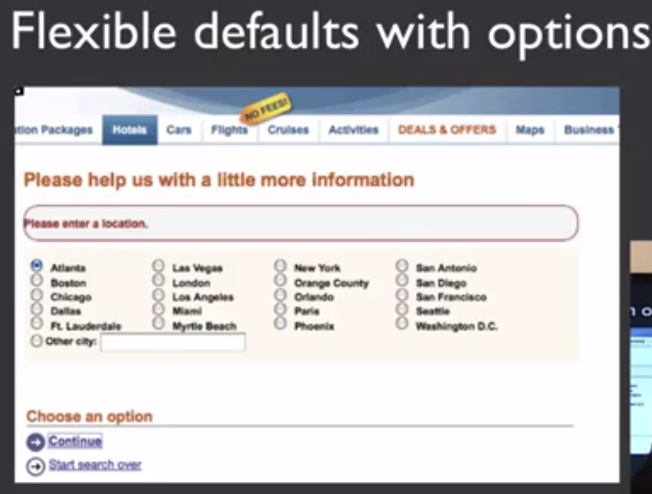 Flexible defaults with options
NO FEES!
tion Packages Hotels Cars Flights Cruises Activities DEALS & OFFERS Maps Business
Please help us with a little more information
Please enter a location.
Atlanta Las Vegas New York San Antonio
Boston London Orange County San Diego
Chicago Los Angeles Orlando San Francisco
Dallas Miami Paris Seattle
Ft. Lauderdale Myrtle Beach Phoenix Washington D.C.
Other city:
Choose an option
Continue
Start search over